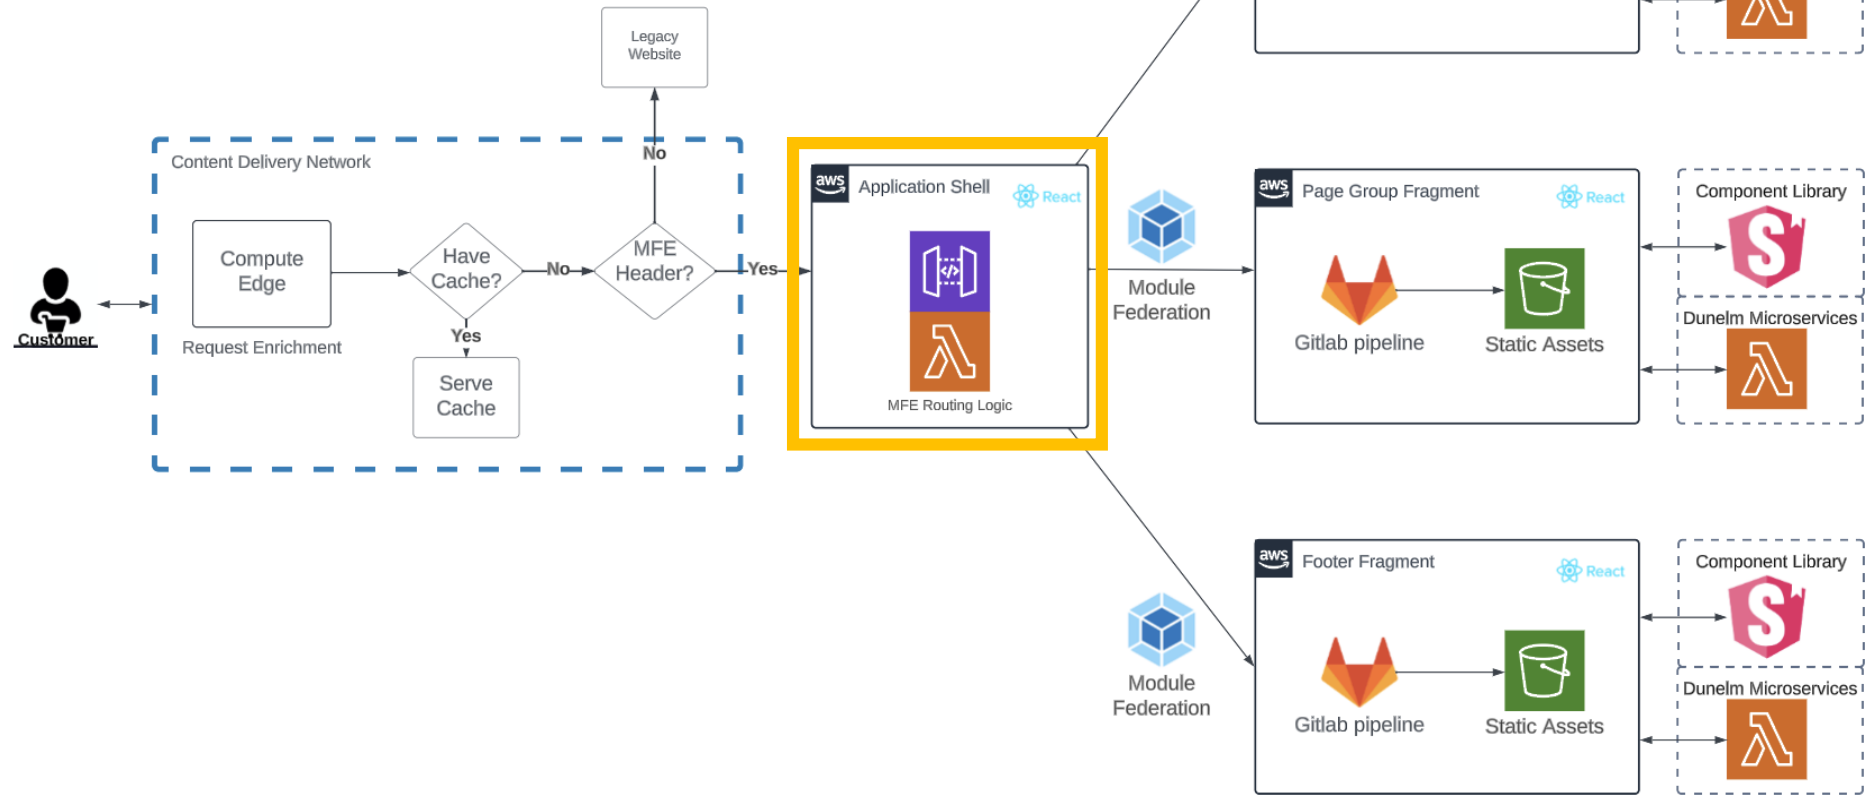 Legacy
Website
No
Content Delivery Network
Compute
Edge
Request Enrichment
Customer
Have
Cache?
No
Yes
Serve
Cache
MFE
Header?
Yes
aws
Application Shell
React
</>
MFE Routing Logic
Module
Federation
aws
Page Group Fragment
React
Gitlab pipeline
Static Assets
Component Library
S
Dunelm Microservices
Module
Federation
aws
Footer Fragment
React
Gitlab pipeline
Static Assets
Component Library
S
Dunelm Microservices